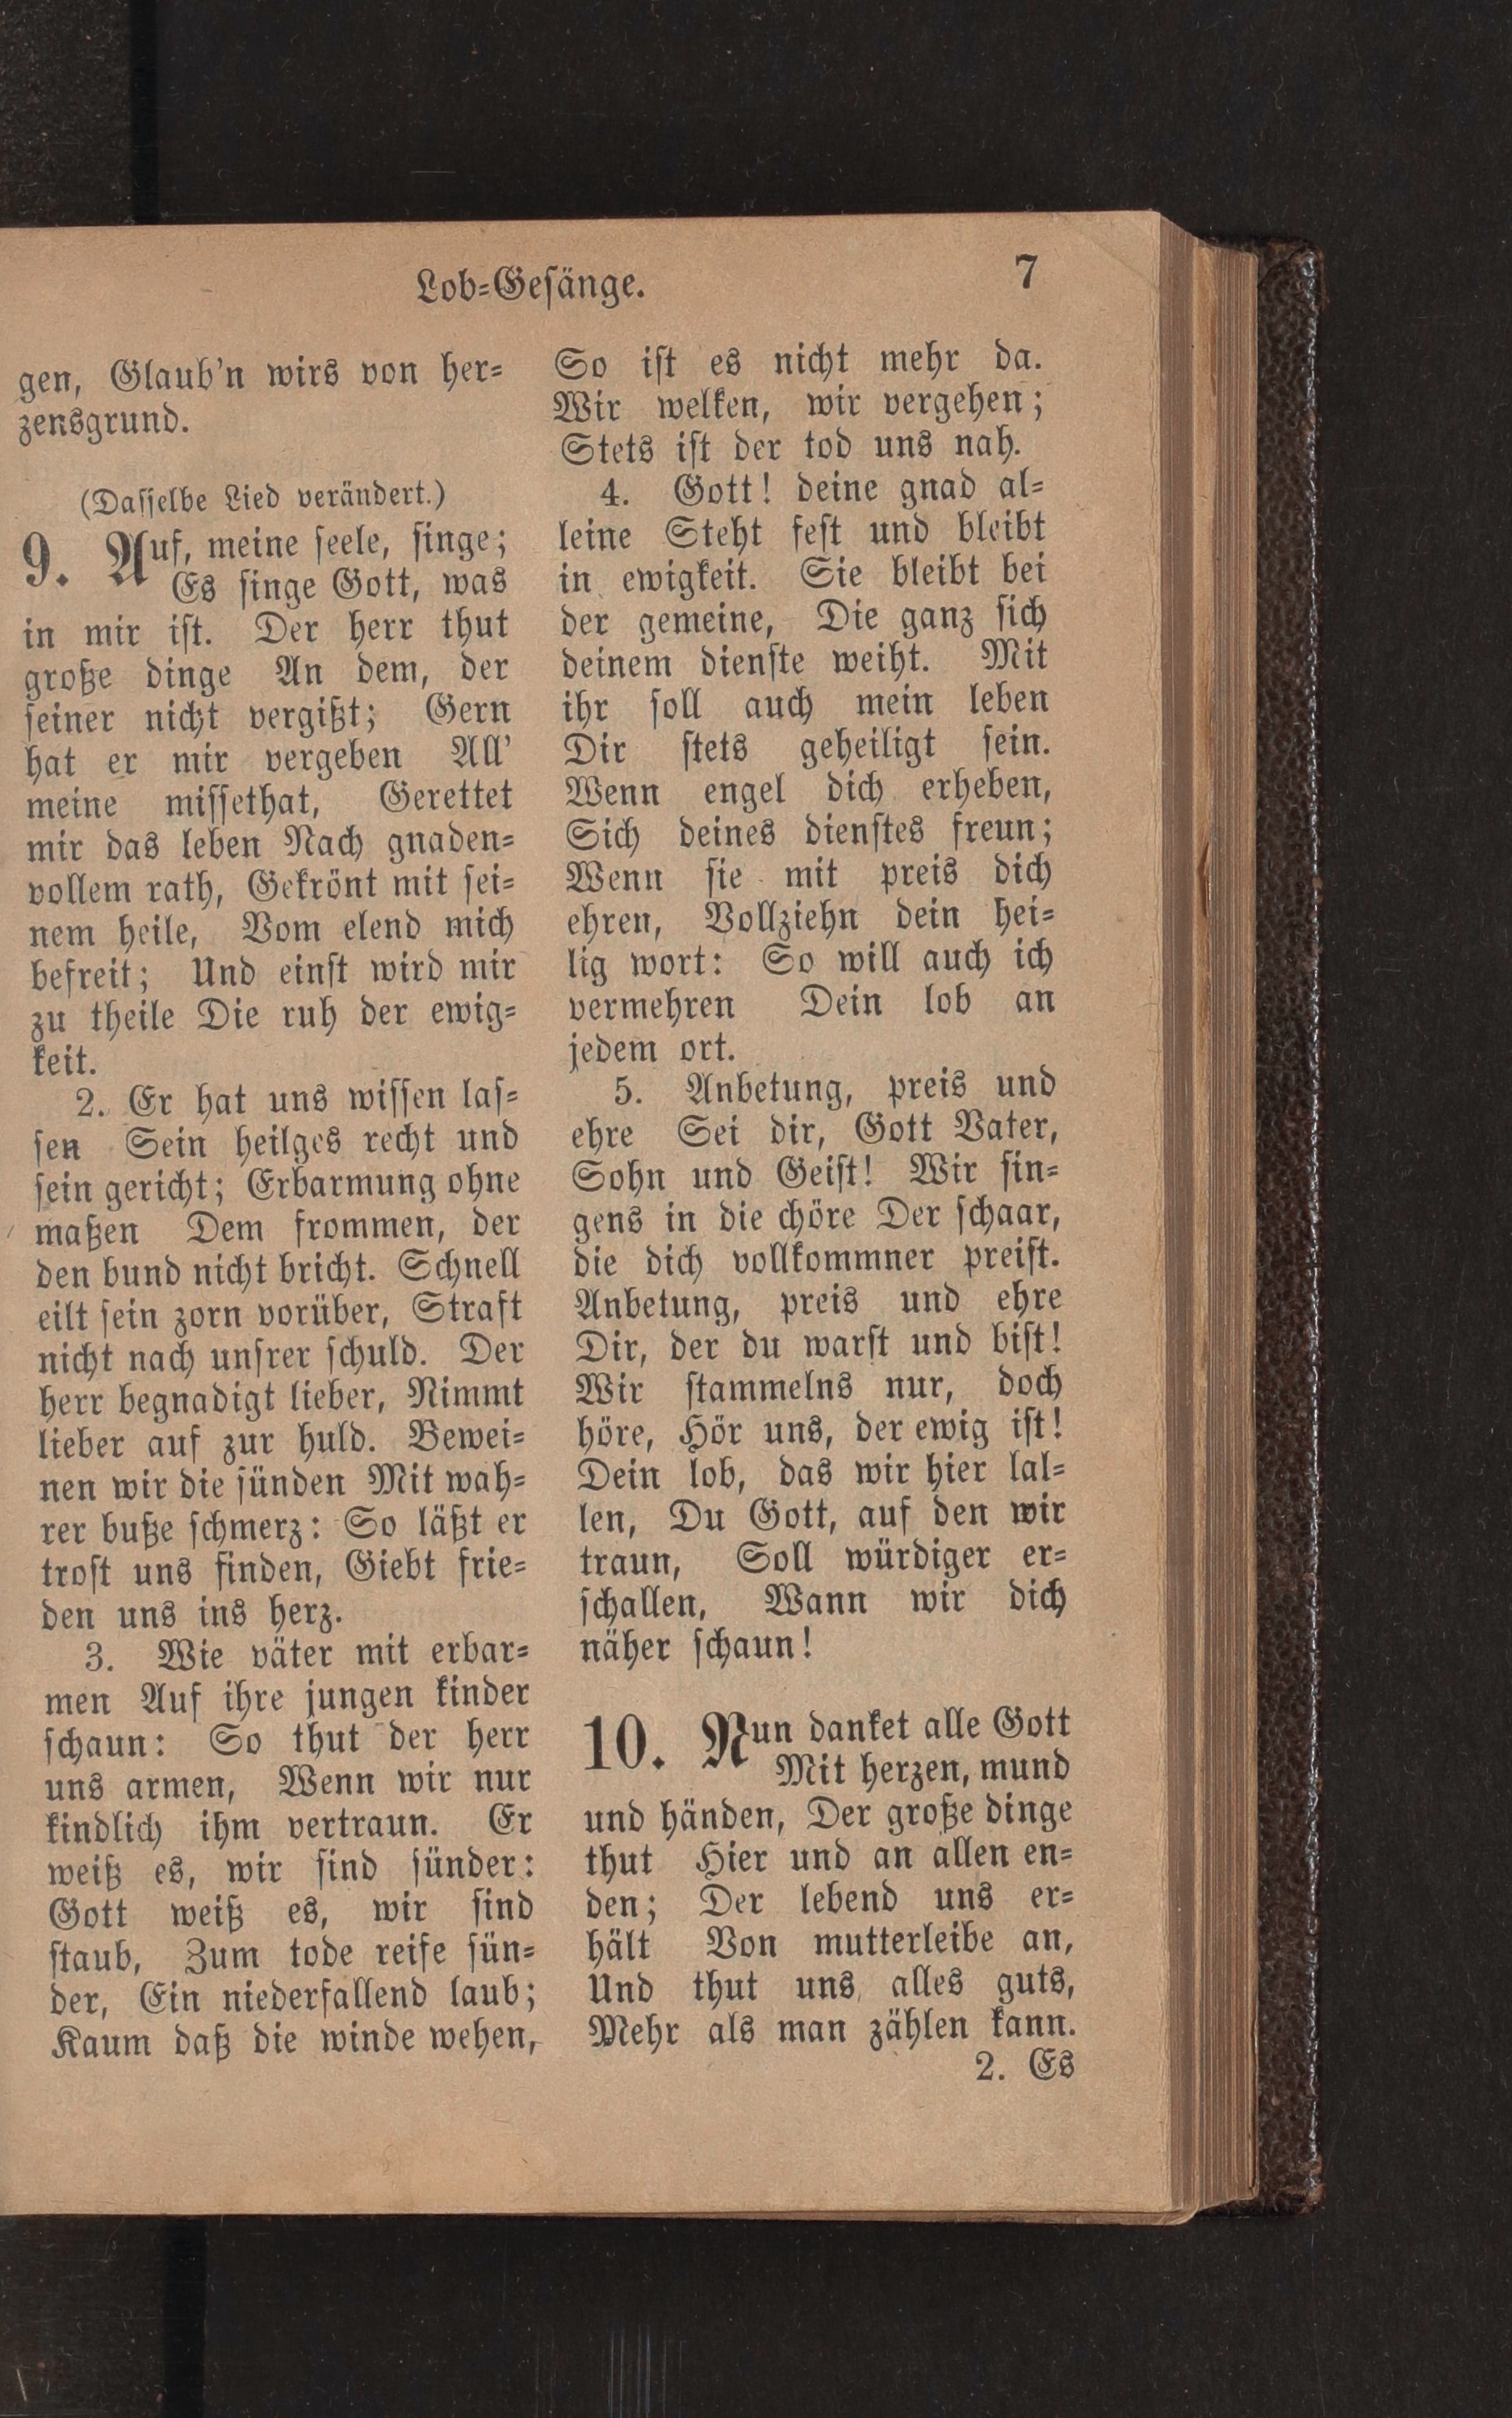 Lob-Gesänge.
7
gen, Glaub'n wirs von her-
zensgrund.
(Dasselbe Lied verändert.)
9. Auf, meine seele, singe;
Es singe Gott, was
in mir ist. Der herr thut
große dinge An dem, der
seiner nicht vergißt; Gern
hat er mir vergeben All'
meine missethat, Gerettet
mir das leben Nach gnaden-
vollem rath, Gekrönt mit sei-
nem heile, Vom elend mich
befreit; Und einst wird mir
zu theile Die ruh der ewig-
keit.
2. Er hat uns wissen las-
sen Sein heilges recht und
sein gericht; Erbarmung ohne
maßen Dem frommen, der
den bund nicht bricht. Schnell
eilt sein zorn vorüber, Straft
nicht nach unsrer schuld. Der
herr begnadigt lieber, Nimmt
lieber auf zur huld. Bewei-
nen wir die sünden Mit wah-
rer buße schmerz: So läßt er
trost uns finden, Giebt frie-
den uns ins herz.
3. Wie väter mit erbar-
men Auf ihre jungen kinder
schaun: So thut der herr
uns armen, Wenn wir nur
kindlich ihm vertraun. Er
weiß es, wir sind sünder:
Gott weiß es, wir sind
staub, Zum tode reife sün-
der, Ein niederfallend laub;
Kaum daß die winde wehen,
So ist es nicht mehr da.
Wir welken, wir vergehen;
Stets ist der tod uns nah.
4. Gott! deine gnad al-
leine Steht fest und bleibt
in ewigkeit. Sie bleibt bei
der gemeine, Die ganz sich
deinem dienste weiht. Mit
ihr soll auch mein leben
Dir stets geheiligt sein.
Wenn engel dich erheben,
Sich deines dienstes freun;
Wenn sie mit preis dich
ehren, Vollziehn dein hei-
lig wort: So will auch ich
vermehren Dein lob an
jedem ort.
5. Anbetung, preis und
ehre Sei dir, Gott Vater,
Sohn und Geist! Wir sin-
gens in die chöre Der schaar,
die dich vollkommner preist.
Anbetung, preis und ehre
Dir, der du warst und bist!
Wir stammelns nur, doch
höre, Hör uns, der ewig ist!
Dein lob, das wir hier lal-
len, Du Gott, auf den wir
traun, Soll würdiger er-
schallen, Wann wir dich
näher schaun!
10. Nun danket alle Gott
Mit herzen, mund
und händen, Der große dinge
thut Hier und an allen en-
den; Der lebend uns er-
hält Von mutterleibe an,
Und thut uns alles guts,
Mehr als man zählen kann.
2. Es